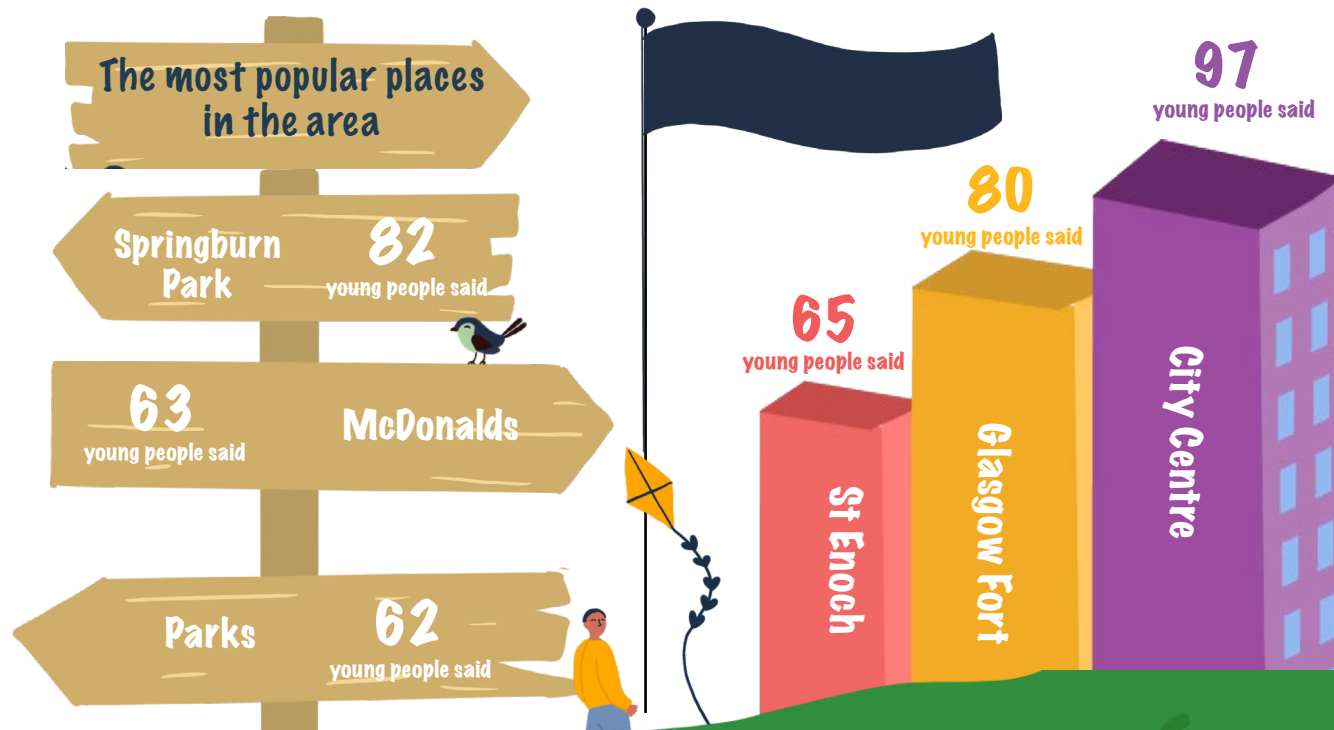 The most popular places
in the area
Springburn
Park
82
young people said
63
young people said
McDonalds
Parks
62
young people said
97
young people said
80
young people said
65
young people said
St Enoch
Glasgow Fort
City Centre